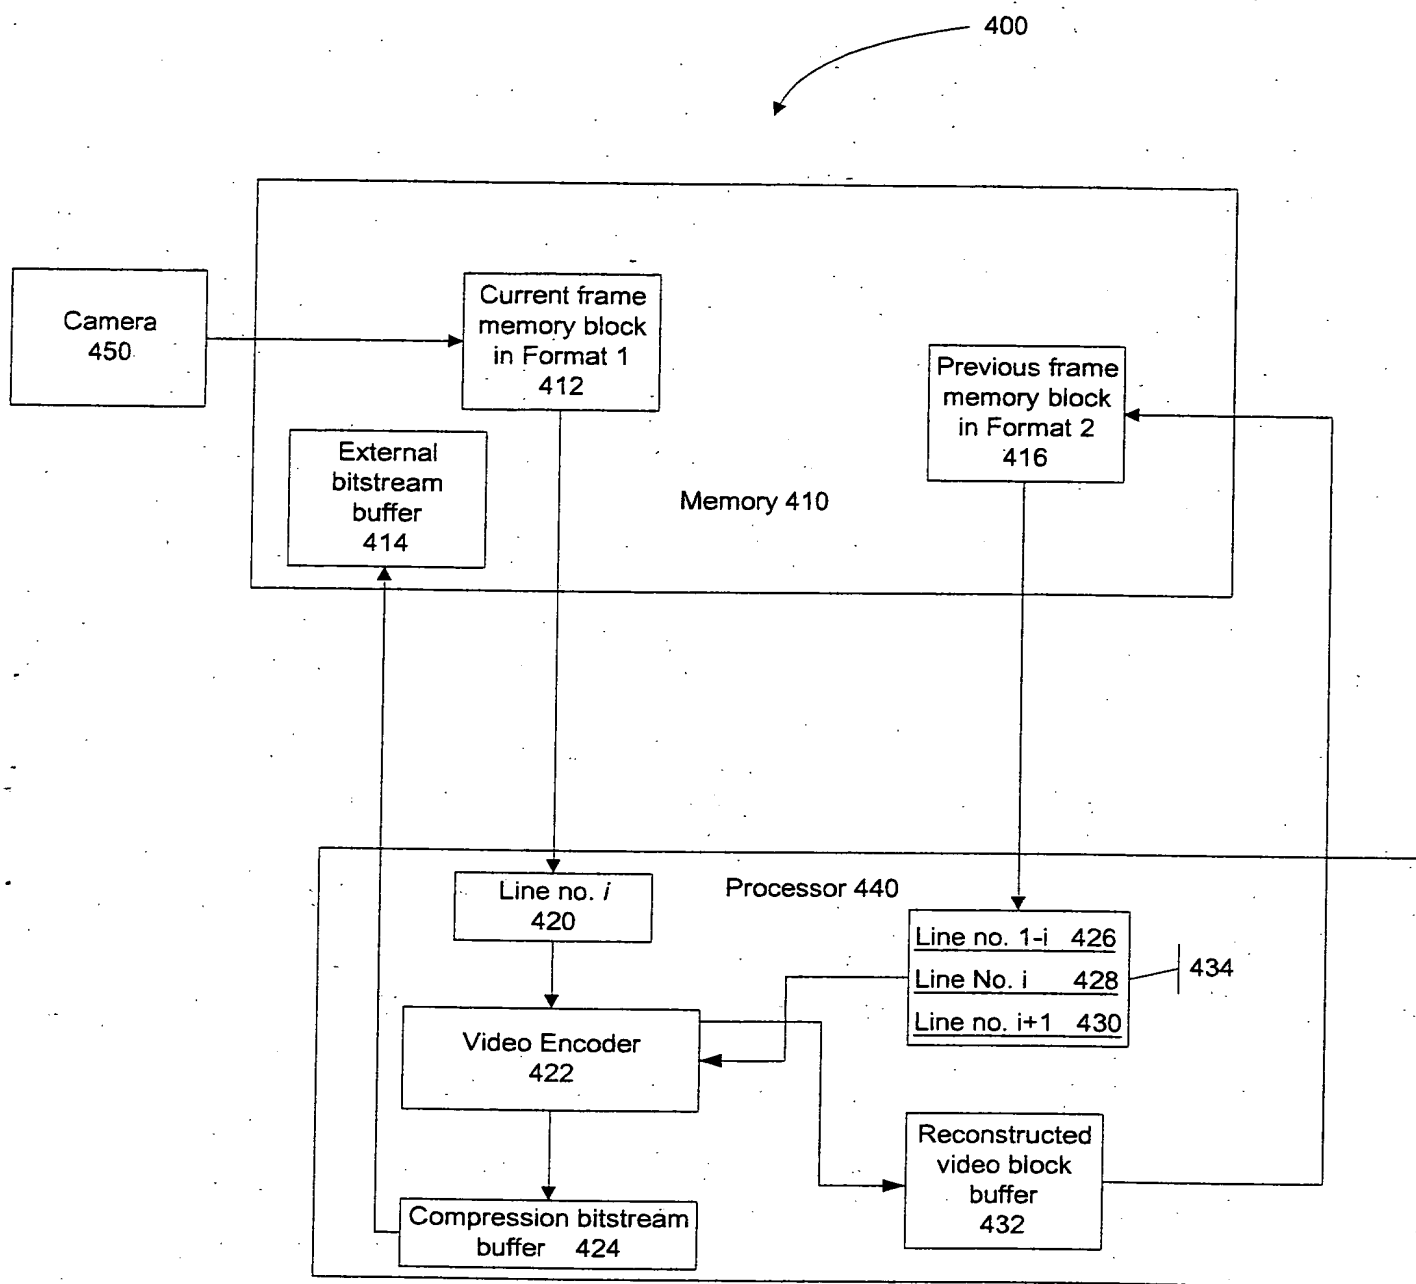 400
Camera
450
Current frame
memory block
in Format 1
412
Previous frame
memory block
in Format 2
416
External
bitstream
buffer
414
Memory 410
Processor 440
Line no. i
420
Line no. 1-i 426
Line No. i 428
Line no. i+1 430
434
Video Encoder
422
Reconstructed
video block
buffer
432
Compression bitstream
buffer 424